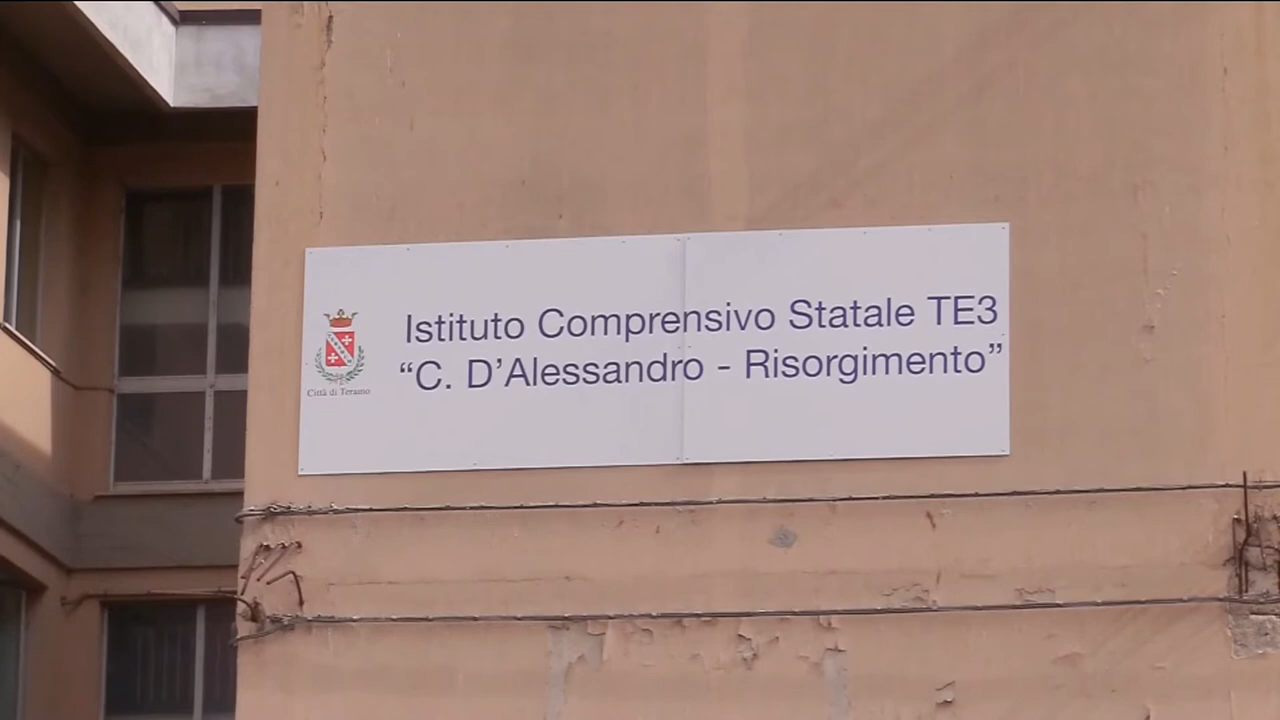 Istituto Comprensivo Statale TE3
“C. D’Alessandro - Risorgimento”
Città di Teramo